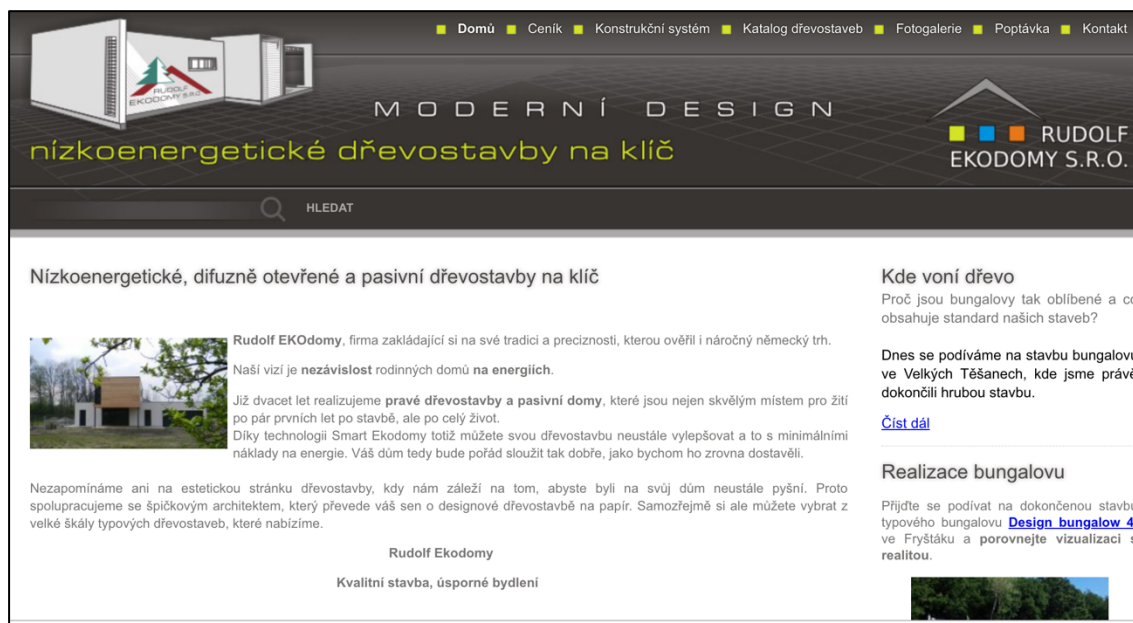 Domů Ceník Konstrukční systém Katalog dřevostaveb Fotogalerie Poptávka Kontakt
RUDOLF
EKODOMY S.R.O.
MODERNÍ DESIGN
nízkoenergetické dřevostavby na klíč
RUDOLF
EKODOMY S.R.O.
HLEDAT
Nízkoenergetické, difuzně otevřené a pasivní dřevostavby na klíč
Rudolf EKOdomy, firma zakládající si na své tradici a preciznosti, kterou ověřil i náročný německý trh.
Naší vizí je nezávislost rodinných domů na energiích.
Již dvacet let realizujeme pravé dřevostavby a pasivní domy, které jsou nejen skvělým místem pro žití
po pár prvních let po stavbě, ale po celý život.
Díky technologii Smart Ekodomy totiž můžete svou dřevostavbu neustále vylepšovat a to s minimálními
náklady na energie. Váš dům tedy bude pořád sloužit tak dobře, jako bychom ho zrovna dostavěli.
Nezapomínáme ani na estetickou stránku dřevostavby, kdy nám záleží na tom, abyste byli na svůj dům neustále pyšní. Proto
spolupracujeme se špičkovým architektem, který převede váš sen o designové dřevostavbě na papír. Samozřejmě si ale můžete vybrat z
velké škály typových dřevostaveb, které nabízíme.
Rudolf Ekodomy
Kvalitní stavba, úsporné bydlení
Kde voní dřevo
Proč jsou bungalovy tak oblíbené a co
obsahuje standard našich staveb?
Dnes se podíváme na stavbu bungalovu
ve Velkých Těšanech, kde jsme právě
dokončili hrubou stavbu.
Číst dál
Realizace bungalovu
Přijďte se podívat na dokončenou stavbu
typového bungalovu Design bungalow 4
ve Fryštáku a porovnejte vizualizaci s
realitou.